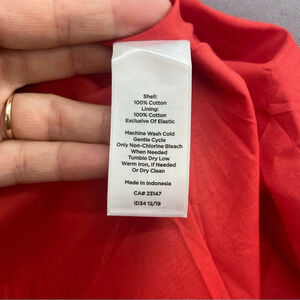 Shell:
100% Cotton
Lining:
100% Cotton
Exclusive Of Elastic
Machine Wash Cold
Gentle Cycle
Only Non-Chlorine Bleach
When Needed
Tumble Dry Low
Warm Iron, If Needed
Or Dry Clean
Made In Indonesia
CA# 23147
ID34 12/19